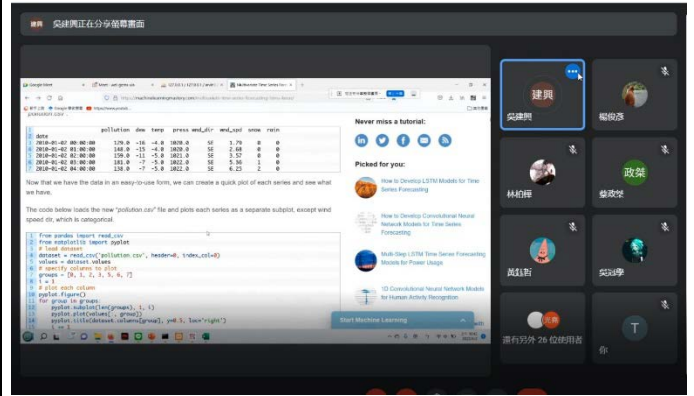 建興 吳建興正在分享螢幕畫面
pollution dew temp press wnd_dir wnd_spd snow rain
date
2010-01-02 00:00:00 129.0 -16 -4.0 1020.0 SE 1.79 0 0
2010-01-02 01:00:00 148.0 -15 -4.0 1020.0 SE 2.68 0 0
2010-01-02 02:00:00 159.0 -11 -5.0 1021.0 SE 3.57 0 0
2010-01-02 03:00:00 181.0 -7 -5.0 1022.0 SE 5.36 1 0
2010-01-02 04:00:00 138.0 -7 -5.0 1022.0 SE 6.25 2 0
Now that we have the data in an easy-to-use form, we can create a quick plot of each series and see what
we have.
The code below loads the new "pollution.csv" file and plots each series as a separate subplot, except wind
speed dir, which is categorical.
from pandas import read_csv
from matplotlib import pyplot
# load dataset
dataset = read_csv('pollution.csv', header=0, index_col=0)
values = dataset.values
# specify columns to plot
groups = [0, 1, 2, 3, 5, 6, 7]
i = 1
# plot each column
pyplot.figure()
for group in groups:
pyplot.subplot(len(groups), 1, i)
pyplot.plot(values[:, group])
pyplot.title(dataset.columns[group], y=0.5, loc='right')
i += 1
Never miss a tutorial:
Picked for you:
How to Develop LSTM Models for Time
Series Forecasting
How to Develop Convolutional Neural
Network Models for Time Series
Forecasting
Multi-Step LSTM Time Series Forecasting
Models for Power Usage
1D Convolutional Neural Network Models
for Human Activity Recognition
Start Machine Learning
建興
吳建興
楊俊彥
林柏樺
政桀
蔡政桀
黃鈺哲
吳冠學
還有另外 26 位使用者
T
你